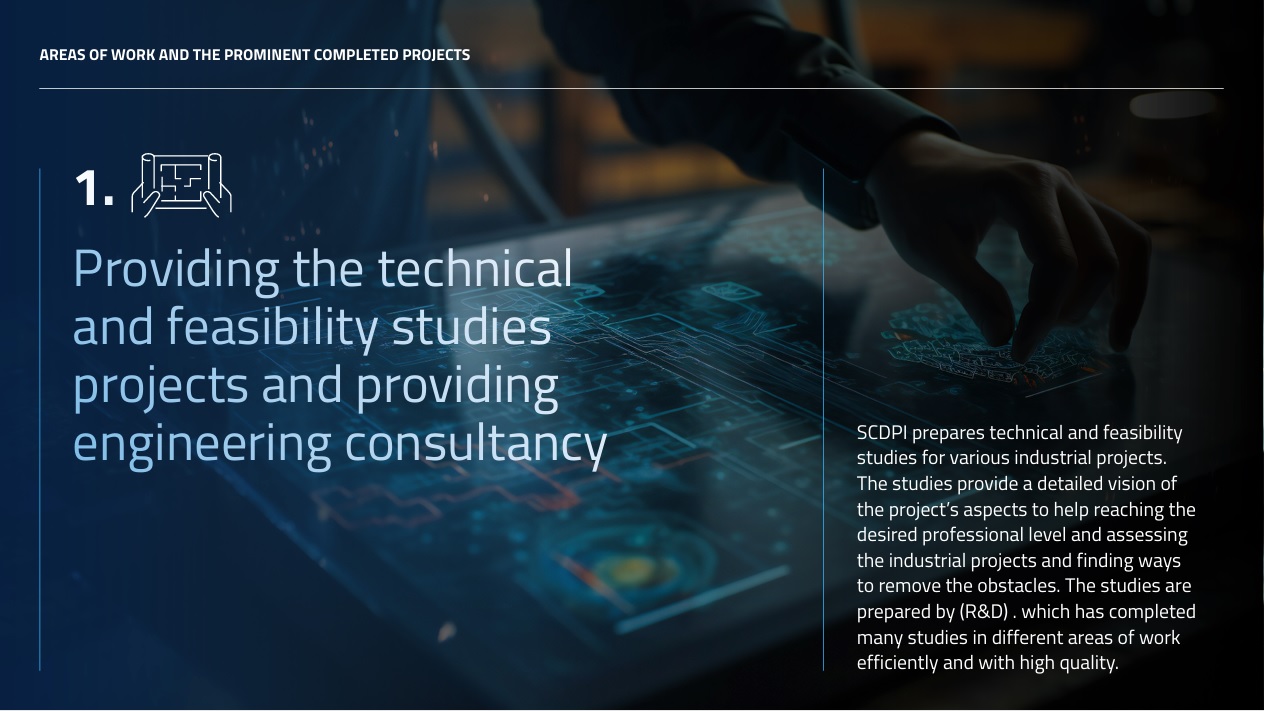 AREAS OF WORK AND THE PROMINENT COMPLETED PROJECTS
1.
Providing the technical
and feasibility studies
projects and providing
engineering consultancy
SCDPI prepares technical and feasibility
studies for various industrial projects.
The studies provide a detailed vision of
the project’s aspects to help reaching the
desired professional level and assessing
the industrial projects and finding ways
to remove the obstacles. The studies are
prepared by (R&D) . which has completed
many studies in different areas of work
efficiently and with high quality.